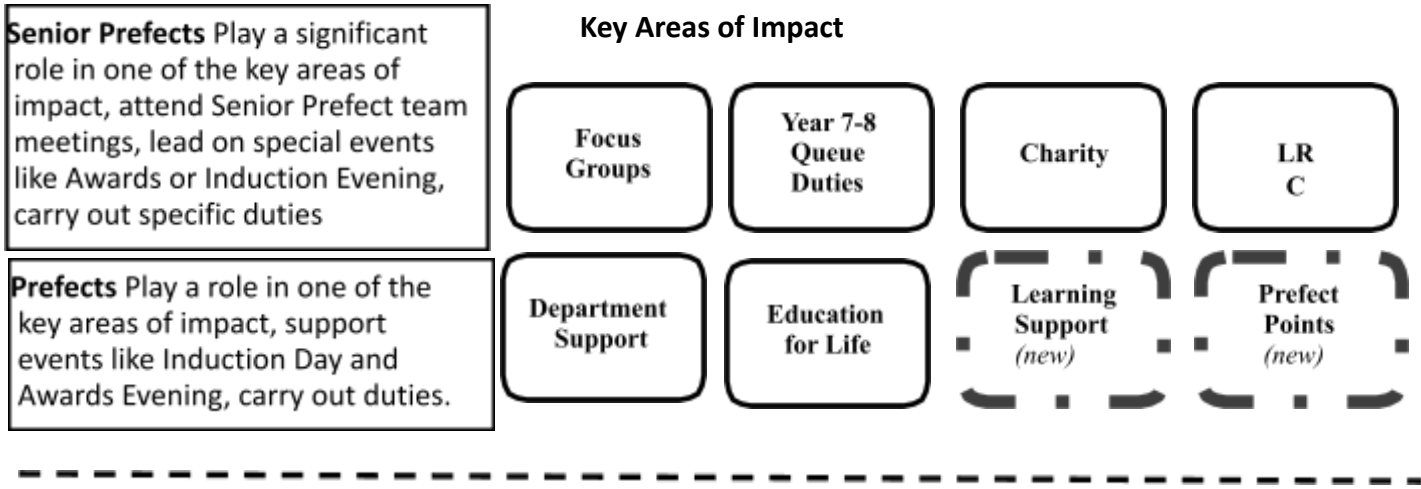 Senior Prefects Play a significant
role in one of the key areas of
impact, attend Senior Prefect team
meetings, lead on special events
like Awards or Induction Evening,
carry out specific duties
Prefects Play a role in one of the
key areas of impact, support
events like Induction Day and
Awards Evening, carry out duties.
Key Areas of Impact
Focus
Groups
Year 7-8
Queue
Duties
Charity
LR
C
Department
Support
Education
for Life
Learning
Support
(new)
Prefect
Points
(new)